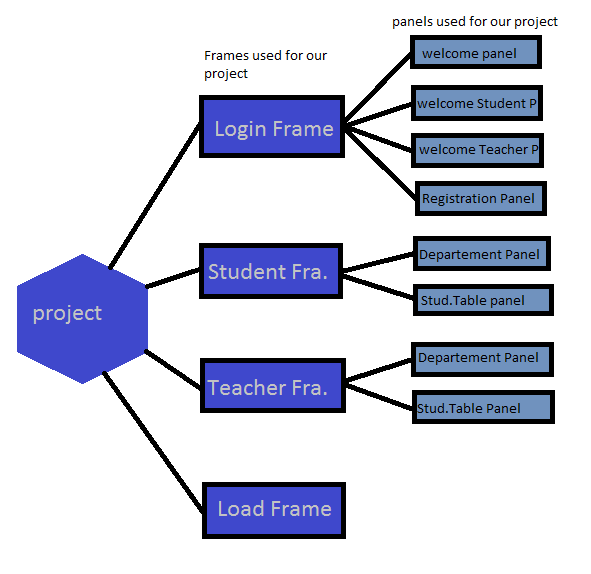 panels used for our project
Frames used for our
project
welcome panel
welcome Student P
Login Frame
welcome Teacher P
Registration Panel
Departement Panel
Student Fra.
Stud.Table panel
project
Departement Panel
Teacher Fra.
Stud.Table Panel
Load Frame